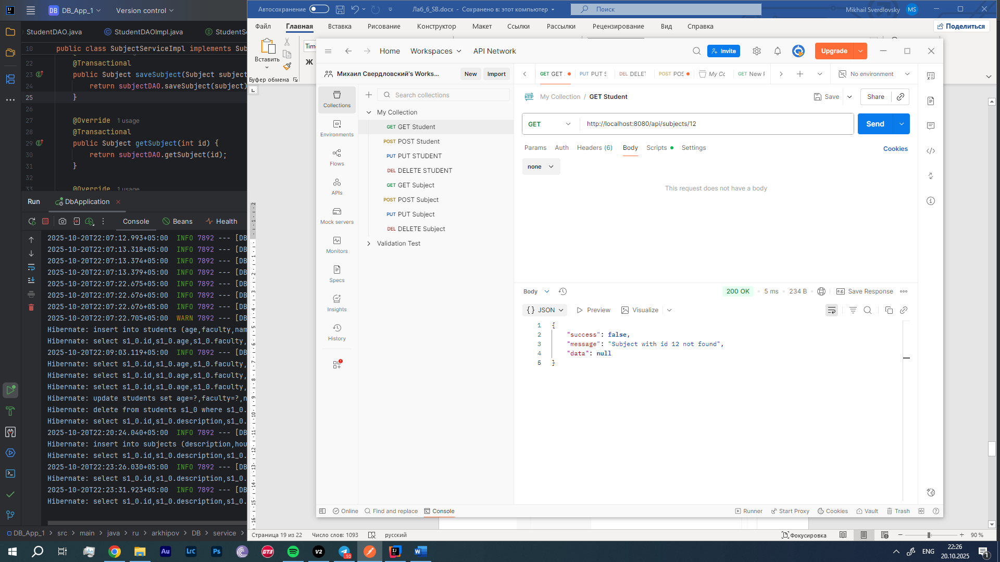 DB DB_App_1
Version control
StudentDAO.java
StudentDAOImpl.java
10 public class SubjectServiceImpl implements
22 @Transactional
23 public Subject saveSubject(Subject subject
24 return subjectDAO.saveSubject(subject)
25 }
26
27 @Override 1 usage
28 @Transactional
29 public Subject getSubject(int id) {
30 return subjectDAO.getSubject(id);
31 }
32
33 @Override 1 usage
Run
DbApplication
Console
Beans
Health
2025-10-20T22:07:12.993+05:00 INFO 7892 --- [DB
2025-10-20T22:07:13.318+05:00 INFO 7892 --- [DB
2025-10-20T22:07:13.374+05:00 INFO 7892 --- [DB
2025-10-20T22:07:13.379+05:00 INFO 7892 --- [DB
2025-10-20T22:07:22.675+05:00 INFO 7892 --- [DB
2025-10-20T22:07:22.676+05:00 INFO 7892 --- [DB
2025-10-20T22:07:22.676+05:00 INFO 7892 --- [DB
2025-10-20T22:07:22.705+05:00 WARN 7892 --- [DB
Hibernate: insert into students (age,faculty,nam
Hibernate: select s1_0.id,s1_0.age,s1_0.faculty,
2025-10-20T22:09:03.119+05:00 INFO 7892 --- [DB
Hibernate: select s1_0.id,s1_0.age,s1_0.faculty,
Hibernate: select s1_0.id,s1_0.age,s1_0.faculty,
Hibernate: select s1_0.id,s1_0.age,s1_0.faculty,
Hibernate: update students set age=?,faculty=?,n
Hibernate: delete from students s1_0 where s1_0.
Hibernate: select s1_0.id,s1_0.description,s1_0.
2025-10-20T22:20:24.040+05:00 INFO 7892 --- [DB
Hibernate: insert into subjects (description,hou
Hibernate: select s1_0.id,s1_0.description,s1_0.
2025-10-20T22:23:26.030+05:00 INFO 7892 --- [DB
Hibernate: select s1_0.id,s1_0.description,s1_0.
2025-10-20T22:23:31.923+05:00 INFO 7892 --- [DB
Hibernate: select s1_0.id,s1_0.description,s1_0.
DB_App_1 > src > main > java > ru > arkhipov > DB > service >
Автосохранение
Лаб_6_SB.docx - Сохранено в: этот компьютер
Поиск
Mikhail Sverdlovsky
MS
Файл Главная Вставка Рисование Конструктор Макет Ссылки Рассылки Рецензирование Вид Справка
Поделиться
Вставить
Ж
Буфер обмена
Home Workspaces API Network
Invite
Upgrade
Михаил Свердловский's Works...
New
Import
GET GET
PUT PUT S
DEL DELET
POST POS
My Cc
GET New
No environment
Collections
Environments
Flows
APIs
Mock servers
Monitors
Specs
Insights
History
Search collections
My Collection
GET GET Student
POST POST Student
PUT PUT STUDENT
DEL DELETE STUDENT
GET GET Subject
POST POST Subject
PUT PUT Subject
DEL DELETE Subject
Validation Test
HTTP My Collection / GET Student
Save
Share
GET
http://localhost:8080/api/subjects/12
Send
Params Auth Headers (6) Body Scripts Settings
Cookies
none
This request does not have a body
Body
200 OK • 5 ms • 234 B
e.g. Save Response
{} JSON
Preview
Visualize
1 {
2 "success": false,
3 "message": "Subject with id 12 not found",
4 "data": null
5 }
Online
Find and replace
Console
Runner
Start Proxy
Cookies
Vault
Trash
Страница 19 из 22
Число слов: 1093
русский
Фокусировка
90 %
Au
Lrc
Ps
GT3
V2
50
ENG
22:26
20.10.2025
1